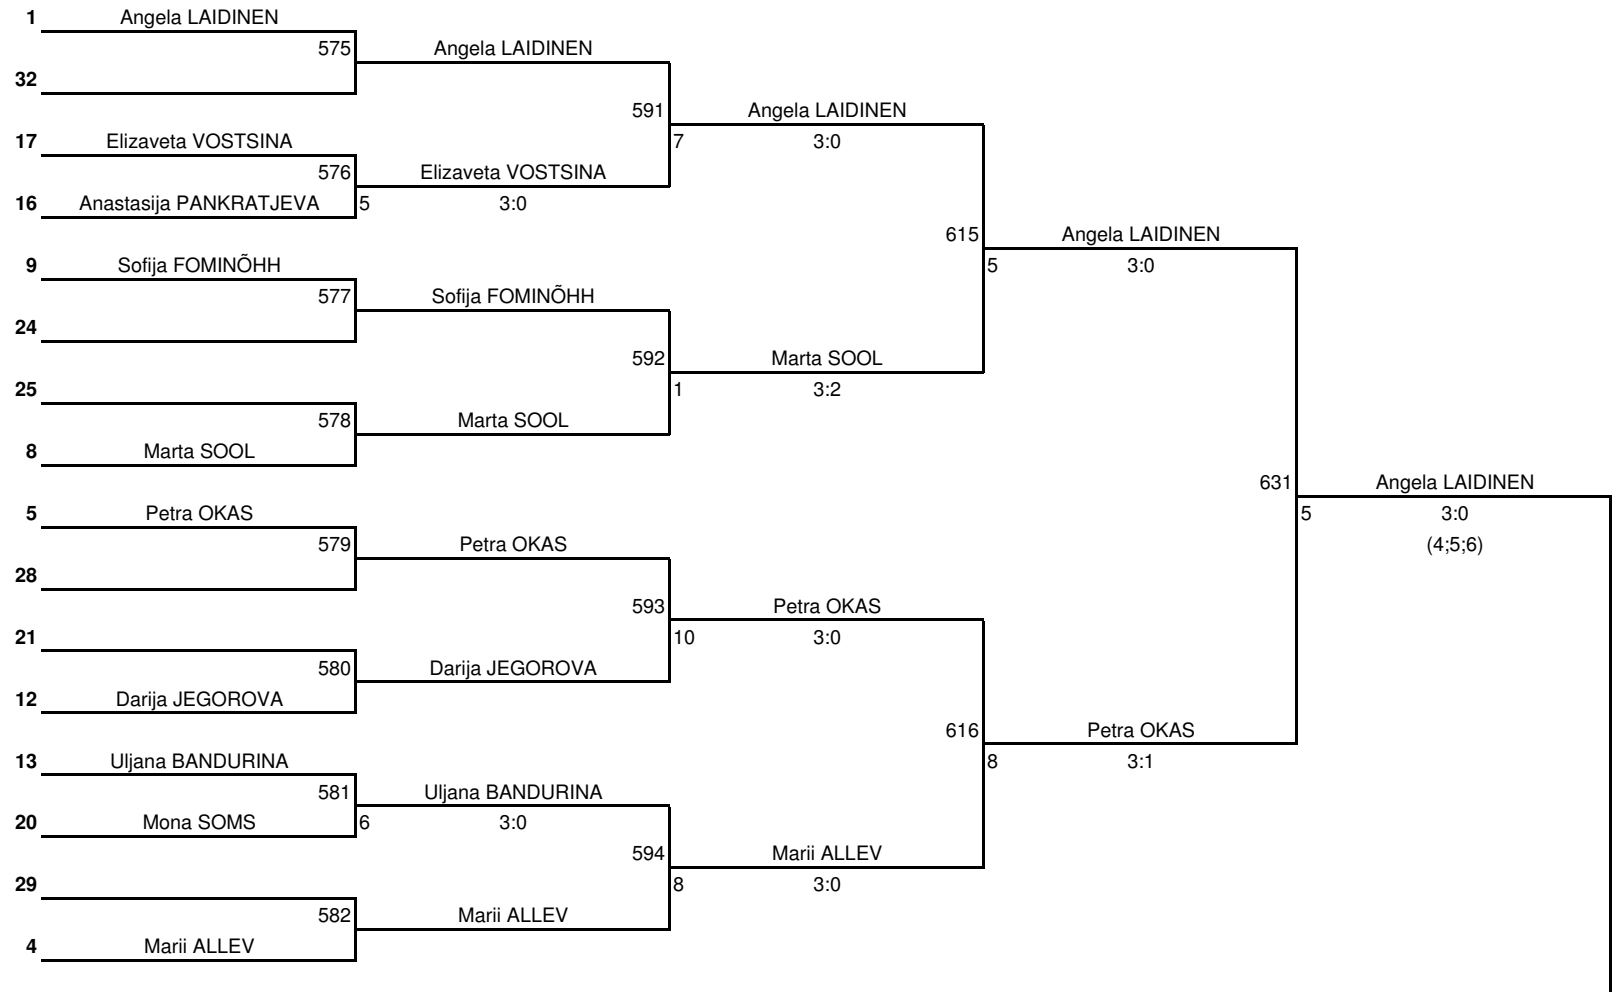 1 Angela LAIDINEN
575 Angela LAIDINEN
32
591 Angela LAIDINEN
17 Elizaveta VOSTSINA 7 3:0
576 Elizaveta VOSTSINA
16 Anastasija PANKRATJEVA 5 3:0
615 Angela LAIDINEN
9 Sofija FOMINÕHH 5 3:0
577 Sofija FOMINÕHH
24
592 Marta SOOL
25 1 3:2
578 Marta SOOL
8 Marta SOOL
631 Angela LAIDINEN
5 Petra OKAS 5 3:0
579 Petra OKAS (4;5;6)
28
593 Petra OKAS
21 10 3:0
580 Darija JEGOROVA
12 Darija JEGOROVA
616 Petra OKAS
13 Uljana BANDURINA 8 3:1
581 Uljana BANDURINA
20 Mona SOMS 6 3:0
594 Marii ALLEV
29 8 3:0
582 Marii ALLEV
4 Marii ALLEV